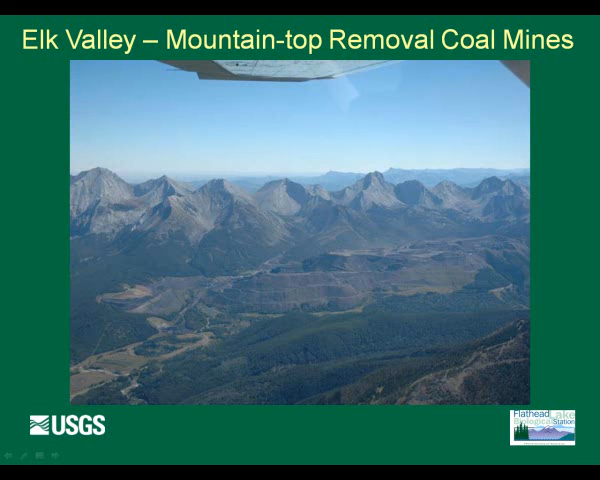 Elk Valley – Mountain-top Removal Coal Mines
USGS
Flathead Lake
Biological
Station